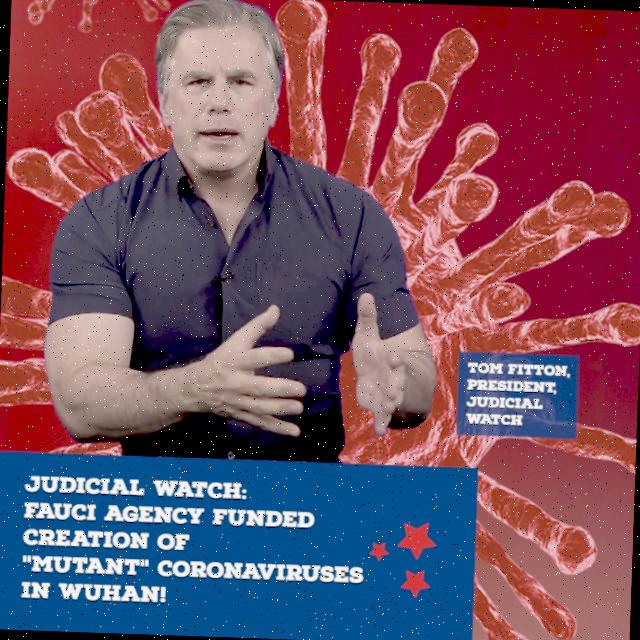 TOM FITTON,
PRESIDENT,
JUDICIAL
WATCH
JUDICIAL WATCH:
FAUCI AGENCY FUNDED
CREATION OF
"MUTANT" CORONAVIRUSES
IN WUHAN!